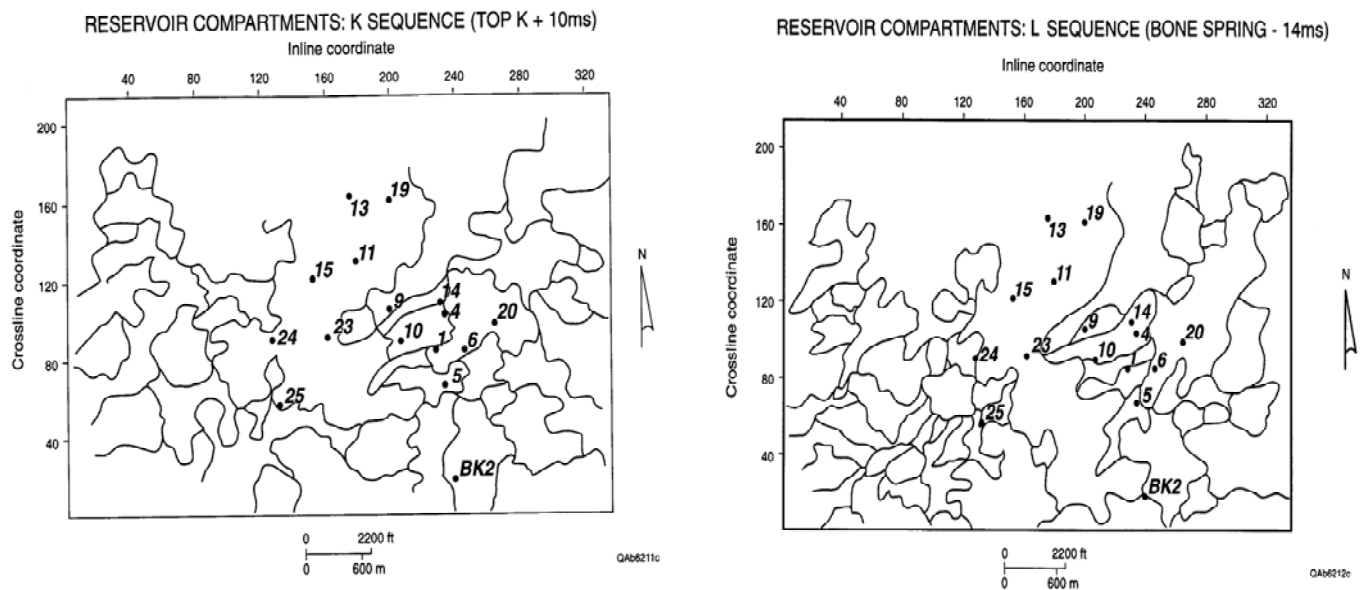 RESERVOIR COMPARTMENTS: K SEQUENCE (TOP K + 10ms)
Inline coordinate
40 80 120 160 200 240 280 320
Crossline coordinate
200
160
120
80
40
13
19
11
15
9
14
4
20
24
23
10
1
6
5
25
BK2
N
0 2200 ft
0 600 m
QAb6211c
RESERVOIR COMPARTMENTS: L SEQUENCE (BONE SPRING - 14ms)
Inline coordinate
40 80 120 160 200 240 280 320
Crossline coordinate
200
160
120
80
40
13
19
11
15
9
14
4
20
24
23
10
6
5
25
BK2
N
0 2200 ft
0 600 m
QAb6212c